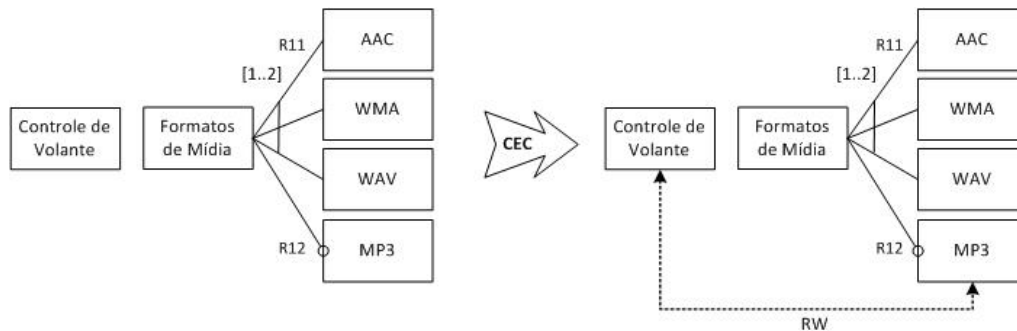 R11
AAC
[1..2]
WMA
Controle de
Volante
Formatos
de Mídia
WAV
R12
MP3
CEC
R11
AAC
[1..2]
WMA
Controle de
Volante
Formatos
de Mídia
WAV
R12
MP3
RW